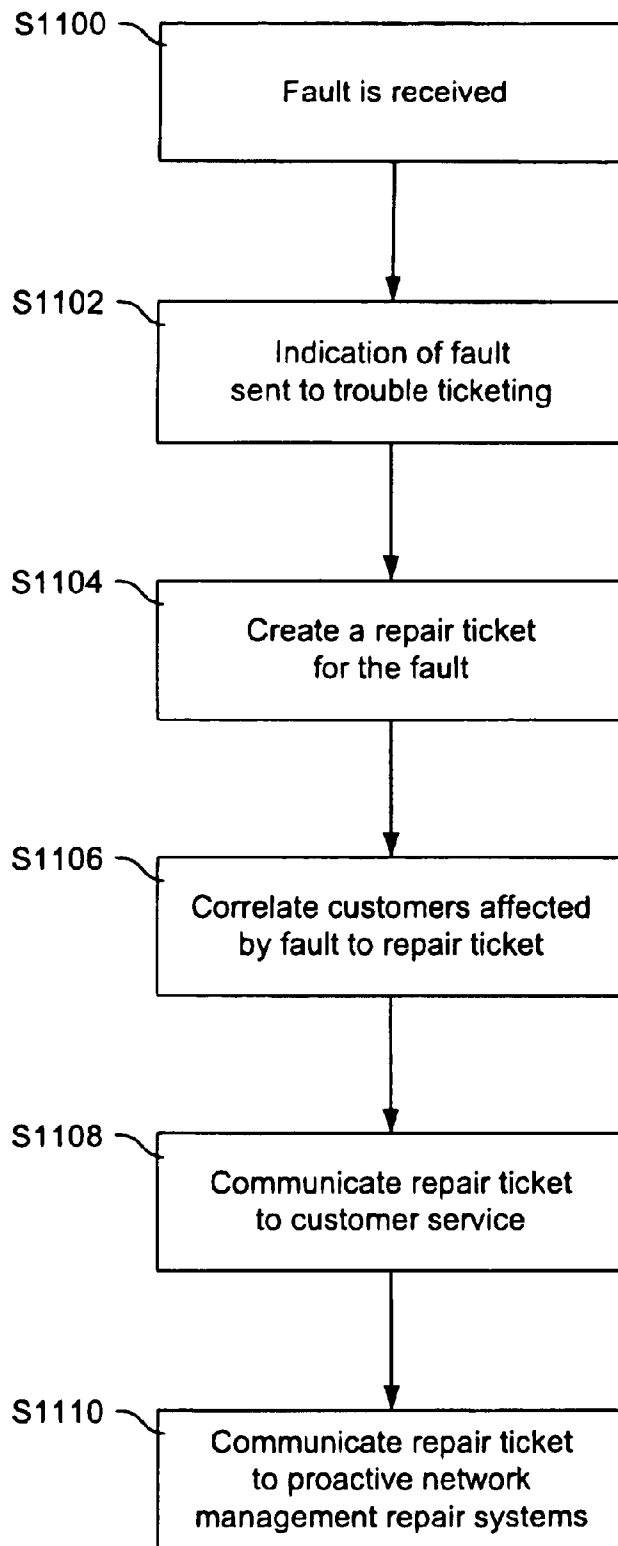 S1100
Fault is received
S1102
Indication of fault
sent to trouble ticketing
S1104
Create a repair ticket
for the fault
S1106
Correlate customers affected
by fault to repair ticket
S1108
Communicate repair ticket
to customer service
S1110
Communicate repair ticket
to proactive network
management repair systems